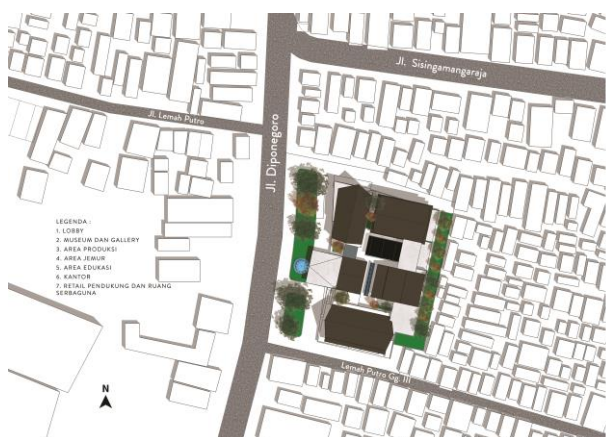 Jl. Sisingamangaraja
Jl. Lemah Putro
Jl. Diponegoro
LEGENDA :
1. LOBBY
2. MUSEUM DAN GALLERY
3. AREA PRODUKSI
4. AREA JEMUR
5. AREA EDUKASI
6. KANTOR
7. RETAIL PENDUKUNG DAN RUANG
SERBAGUNA
Lemah Putro Gg. III
N